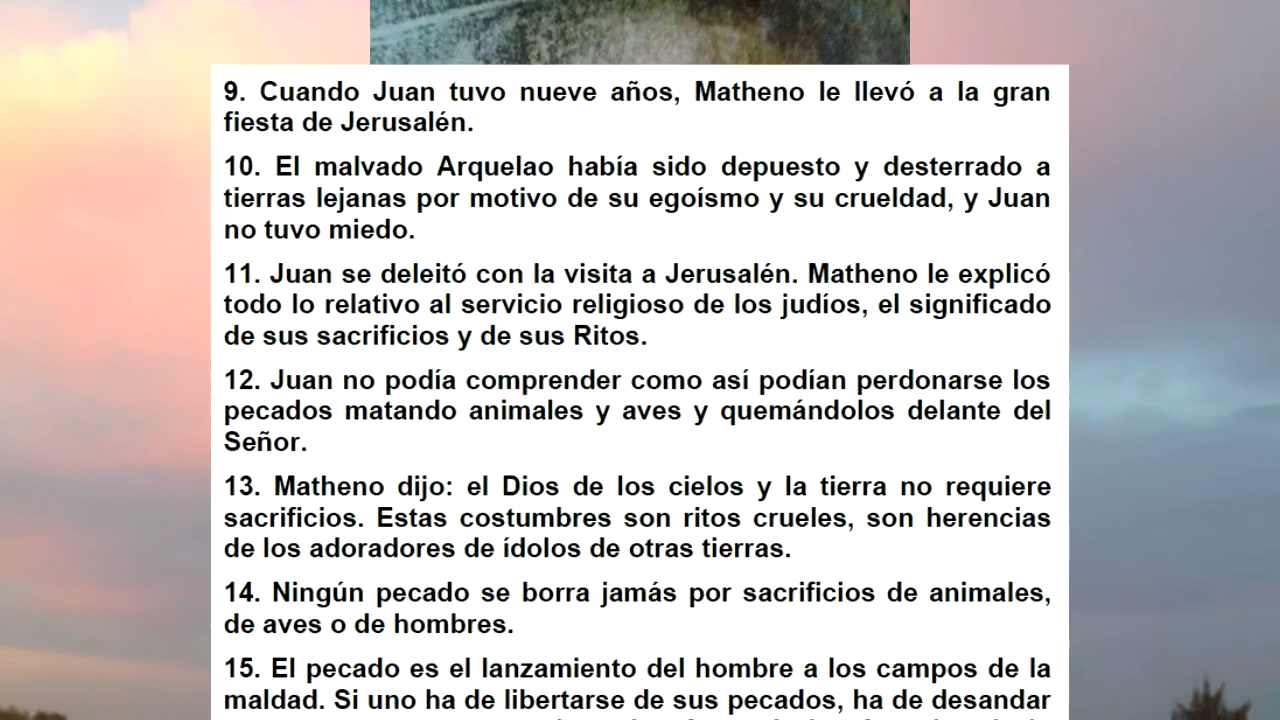 9. Cuando Juan tuvo nueve años, Matheno le llevó a la gran
fiesta de Jerusalén.
10. El malvado Arquelao había sido depuesto y desterrado a
tierras lejanas por motivo de su egoísmo y su crueldad, y Juan
no tuvo miedo.
11. Juan se deleitó con la visita a Jerusalén. Matheno le explicó
todo lo relativo al servicio religioso de los judíos, el significado
de sus sacrificios y de sus Ritos.
12. Juan no podía comprender como así podían perdonarse los
pecados matando animales y aves y quemándolos delante del
Señor.
13. Matheno dijo: el Dios de los cielos y la tierra no requiere
sacrificios. Estas costumbres son ritos crueles, son herencias
de los adoradores de ídolos de otras tierras.
14. Ningún pecado se borra jamás por sacrificios de animales,
de aves o de hombres.
15. El pecado es el lanzamiento del hombre a los campos de la
maldad. Si uno ha de libertarse de sus pecados, ha de desandar